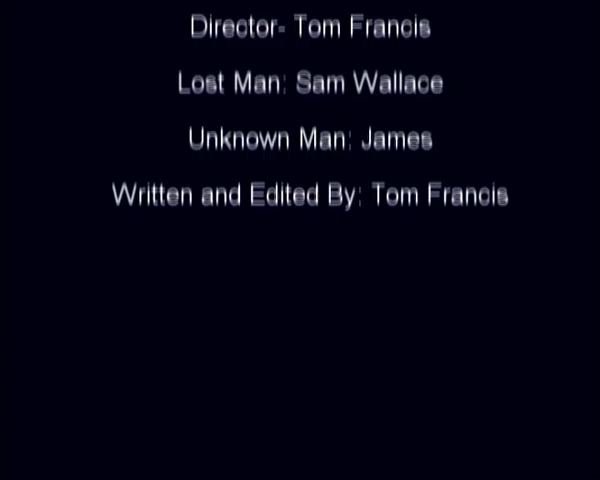 Director- Tom Francis
Lost Man: Sam Wallace
Unknown Man: James
Written and Edited By: Tom Francis